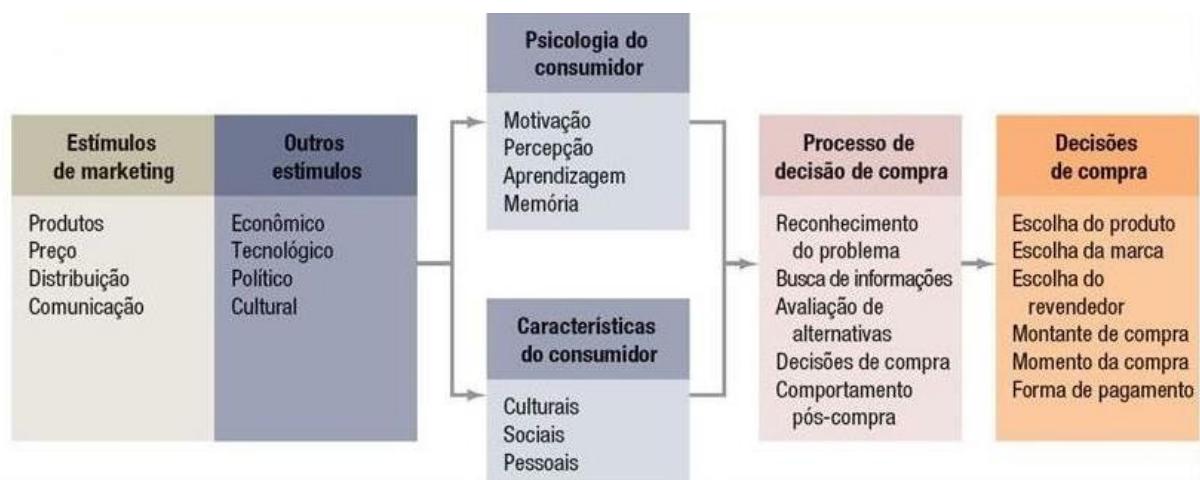 Estímulos
de marketing
Produtos
Preço
Distribuição
Comunicação
Outros
estímulos
Econômico
Tecnológico
Político
Cultural
Psicologia do
consumidor
Motivação
Percepção
Aprendizagem
Memória
Características
do consumidor
Culturais
Sociais
Pessoais
Processo de
decisão de compra
Reconhecimento
do problema
Busca de informações
Avaliação de
alternativas
Decisões de compra
Comportamento
pós-compra
Decisões
de compra
Escolha do produto
Escolha da marca
Escolha do
revendedor
Montante de compra
Momento da compra
Forma de pagamento